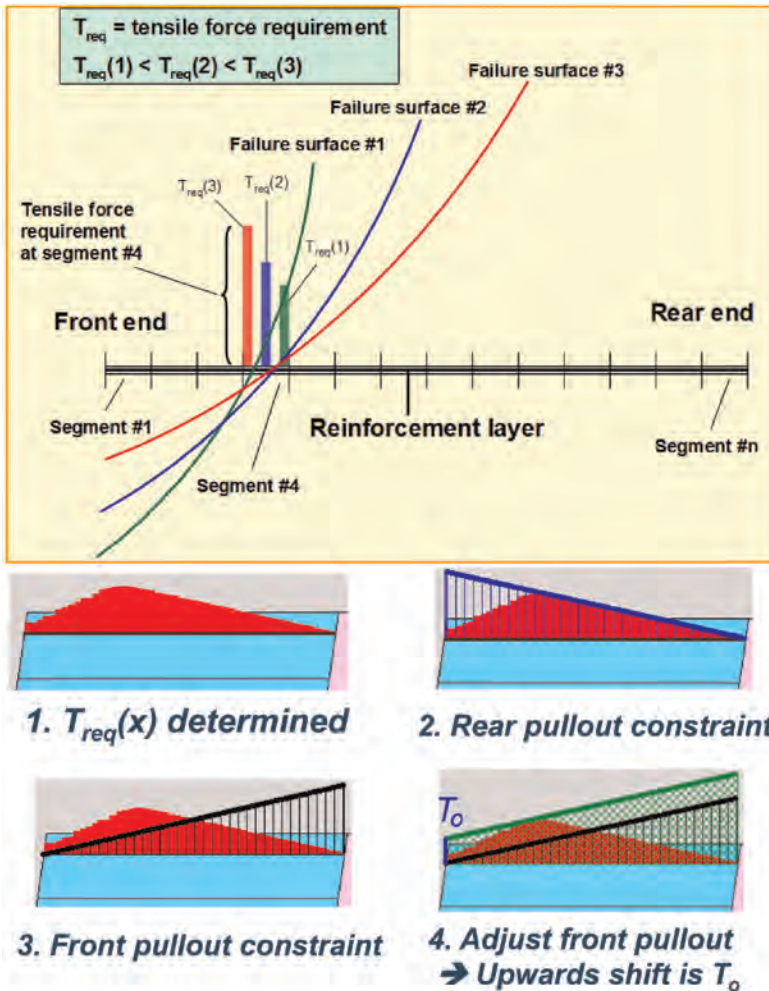 T_req = tensile force requirement
T_req(1) < T_req(2) < T_req(3)
Failure surface #3
Failure surface #2
Failure surface #1
T_req(3)
T_req(2)
T_req(1)
Tensile force
requirement
at segment #4
Front end
Rear end
Segment #1
Reinforcement layer
Segment #n
Segment #4
1. T_req(x) determined
2. Rear pullout constraint
T_o
3. Front pullout constraint
4. Adjust front pullout
➔ Upwards shift is T_o